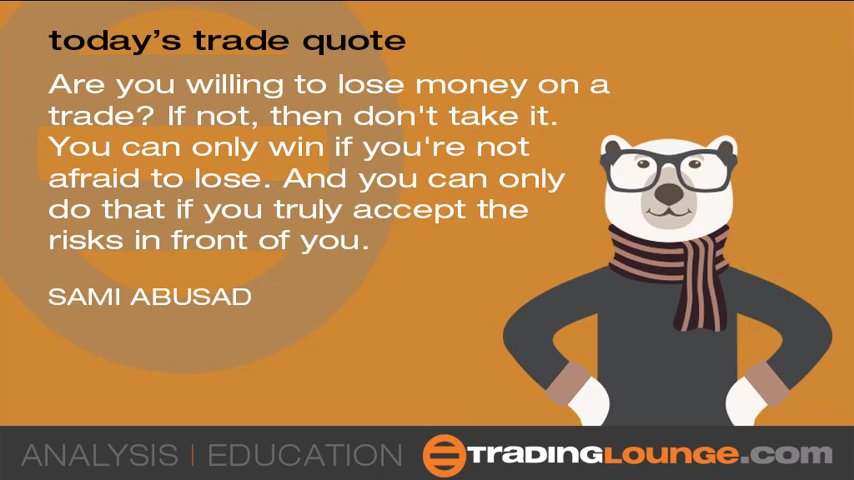 today's trade quote
Are you willing to lose money on a
trade? If not, then don't take it.
You can only win if you're not
afraid to lose. And you can only
do that if you truly accept the
risks in front of you.
SAMI ABUSAD
ANALYSIS | EDUCATION TRADINGLOUNGE.com